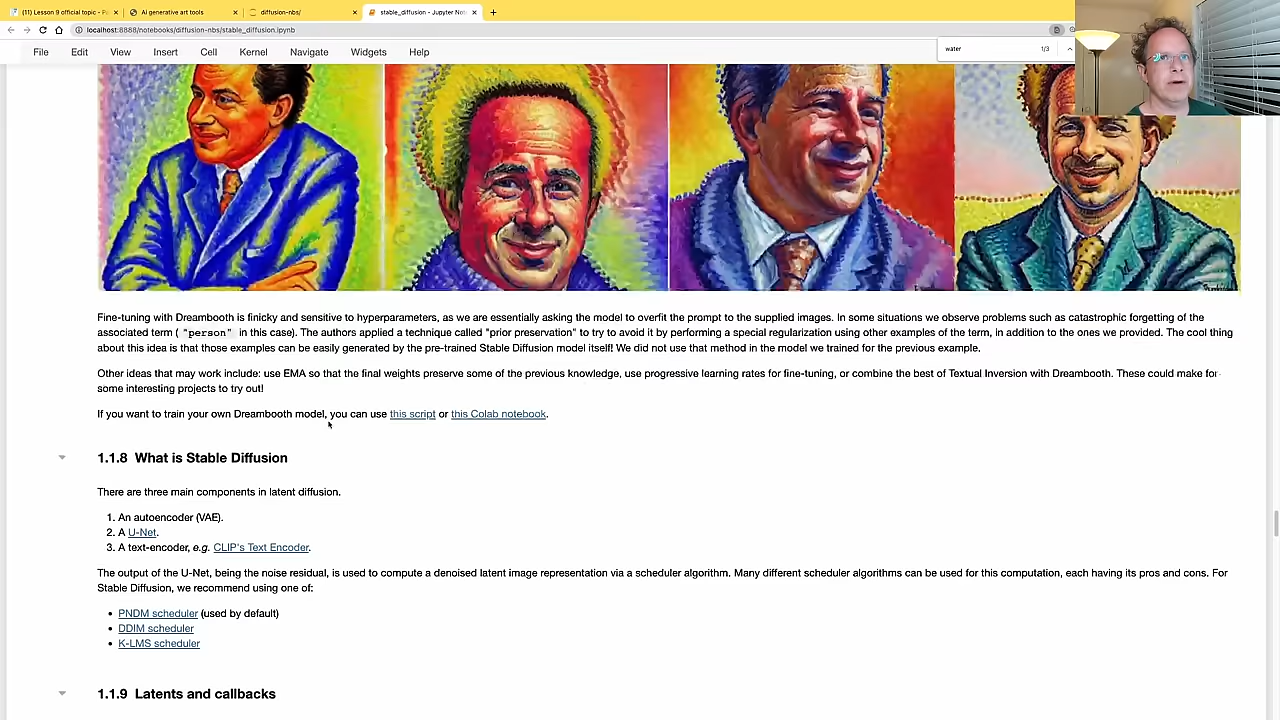 (11) Lesson 9 official topic - Pa
AI generative art tools
diffusion-nbs/
stable_diffusion - Jupyter Not
localhost:8888/notebooks/diffusion-nbs/stable_diffusion.ipynb
File Edit View Insert Cell Kernel Navigate Widgets Help
water 1/3
Fine-tuning with Dreambooth is finicky and sensitive to hyperparameters, as we are essentially asking the model to overfit the prompt to the supplied images. In some situations we observe problems such as catastrophic forgetting of the
associated term ( "person" in this case). The authors applied a technique called "prior preservation" to try to avoid it by performing a special regularization using other examples of the term, in addition to the ones we provided. The cool thing
about this idea is that those examples can be easily generated by the pre-trained Stable Diffusion model itself! We did not use that method in the model we trained for the previous example.
Other ideas that may work include: use EMA so that the final weights preserve some of the previous knowledge, use progressive learning rates for fine-tuning, or combine the best of Textual Inversion with Dreambooth. These could make for
some interesting projects to try out!
If you want to train your own Dreambooth model, you can use this script or this Colab notebook.
1.1.8 What is Stable Diffusion
There are three main components in latent diffusion.
1. An autoencoder (VAE).
2. A U-Net.
3. A text-encoder, e.g. CLIP's Text Encoder.
The output of the U-Net, being the noise residual, is used to compute a denoised latent image representation via a scheduler algorithm. Many different scheduler algorithms can be used for this computation, each having its pros and cons. For
Stable Diffusion, we recommend using one of:
• PNDM scheduler (used by default)
• DDIM scheduler
• K-LMS scheduler
1.1.9 Latents and callbacks